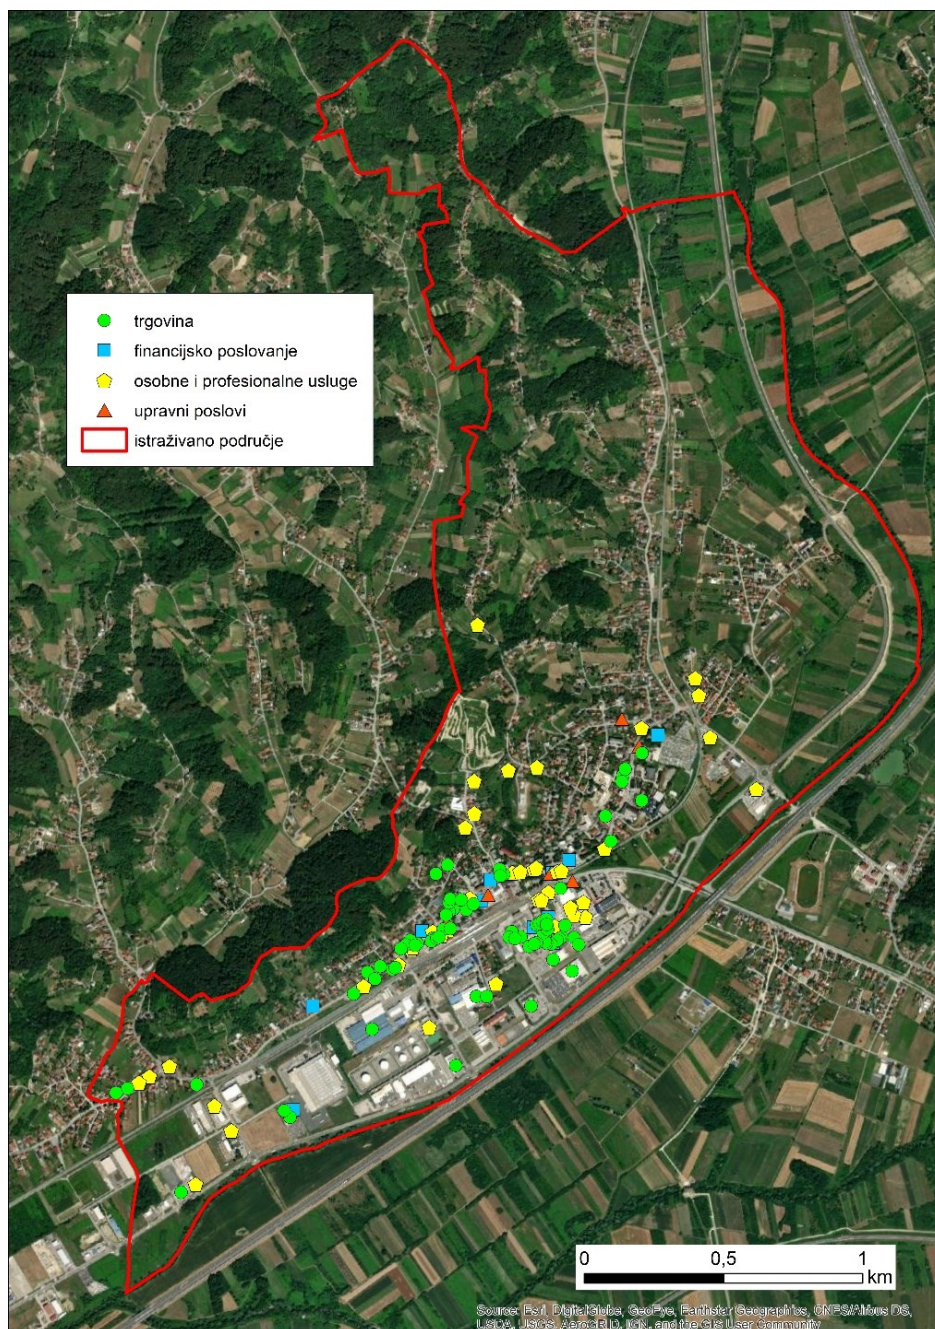 trgovina
financijsko poslovanje
osobne i profesionalne usluge
upravni poslovi
istraživano područje
0 0,5 1
km
Source: Esri, DigitalGlobe, GeoEye, Earthstar Geographics, CNES/Airbus DS,
USDA, USGS, AeroGRID, IGN, and the GIS User Community